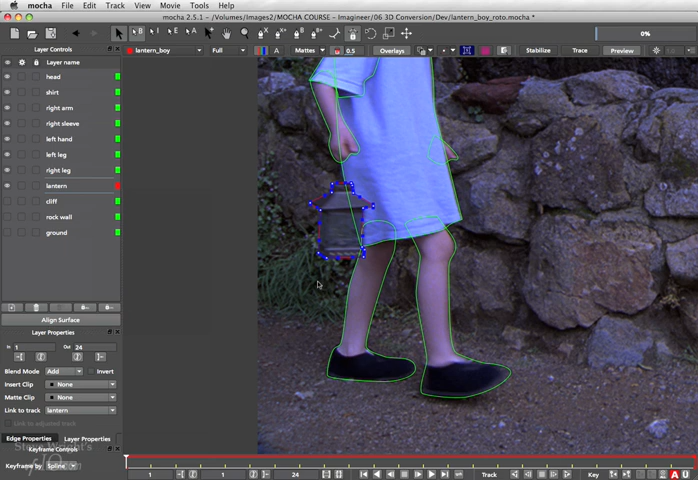 mocha File Edit Movie View Track Tools Help
mocha 2.5.1 - /Volumes/Images2/MOCHA COURSE - Imagineer/06 3D Conversion/Dev/lantern_boy_roto.mocha *
0%
Layer Controls
lantern_boy Full Mattes 0.5 Overlays Stabilize Trace Preview
Layer name
head
shirt
right arm
right sleeve
left hand
left leg
right leg
lantern
cliff
rock wall
ground
Align Surface
Layer Properties
In 1 Out 24
Blend Mode Add Invert
Insert Clip None
Matte Clip None
Link to track lantern
Link to adjusted track
Edge Properties Layer Properties
Keyframe Controls
Keyframe by Spline
1 1 24 Track Key A